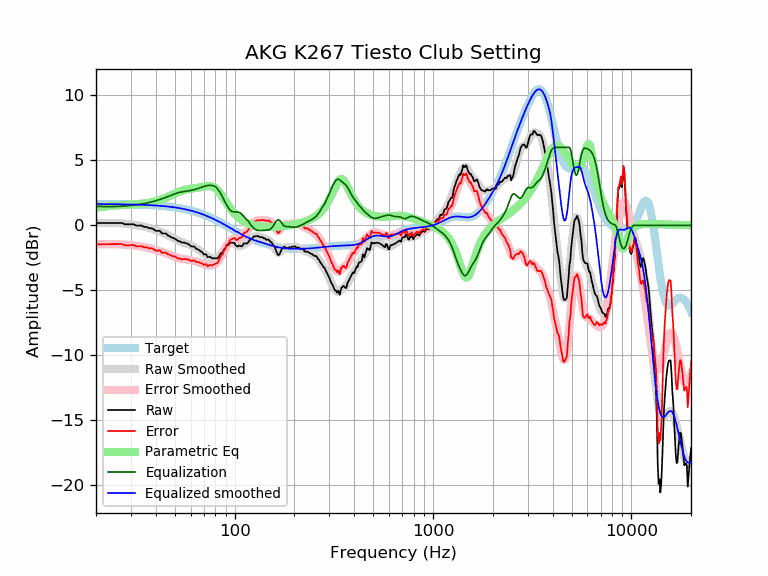 AKG K267 Tiesto Club Setting
10
5
0
−5
−10
−15
−20
Amplitude (dBr)
Target
Raw Smoothed
Error Smoothed
Raw
Error
Parametric Eq
Equalization
Equalized smoothed
100
1000
10000
Frequency (Hz)